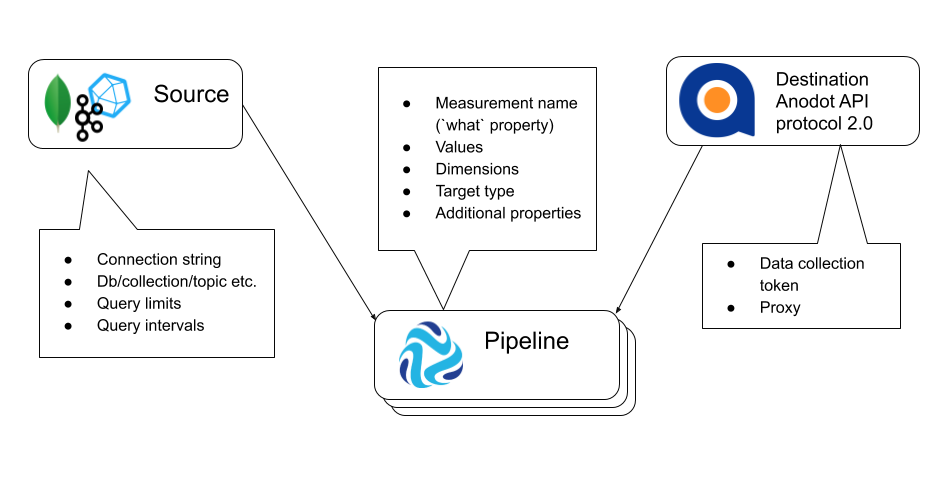 Source
● Connection string
● Db/collection/topic etc.
● Query limits
● Query intervals
● Measurement name
(`what` property)
● Values
● Dimensions
● Target type
● Additional properties
Destination
Anodot API
protocol 2.0
● Data collection
token
● Proxy
Pipeline